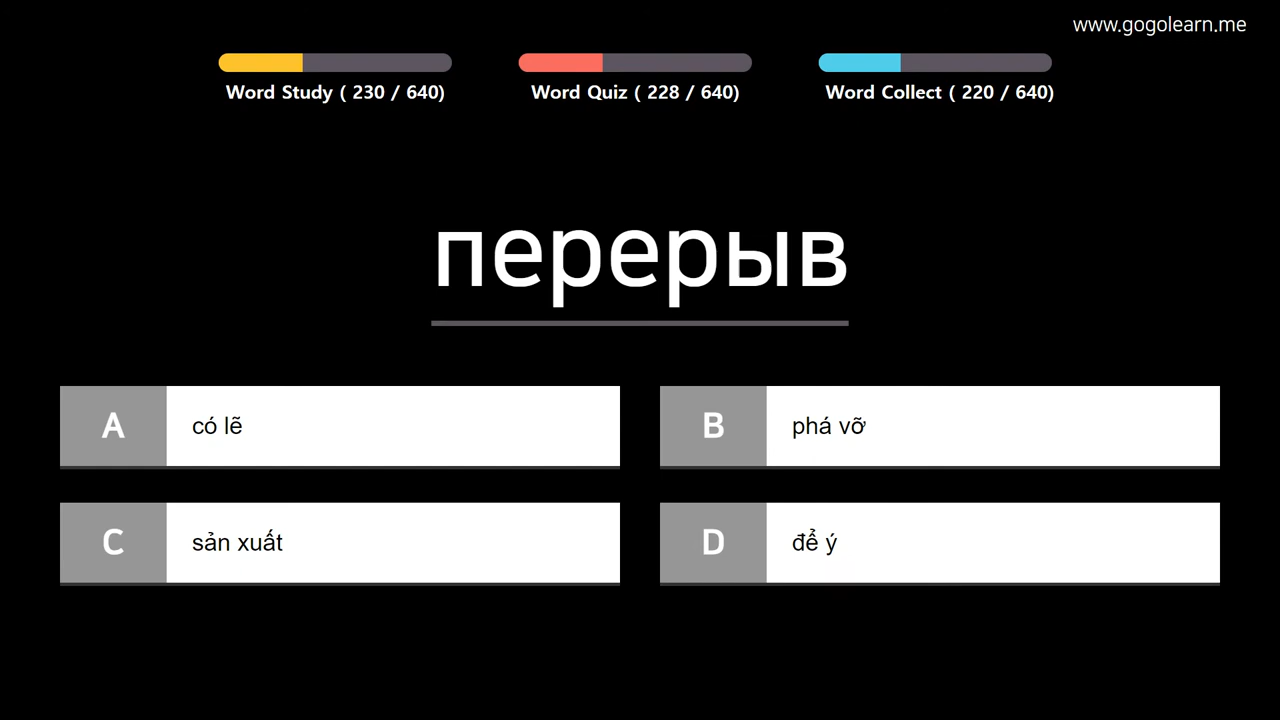 www.gogolearn.me
Word Study ( 230 / 640)
Word Quiz ( 228 / 640)
Word Collect ( 220 / 640)
перерыв
A
có lẽ
B
phá vỡ
C
sản xuất
D
để ý